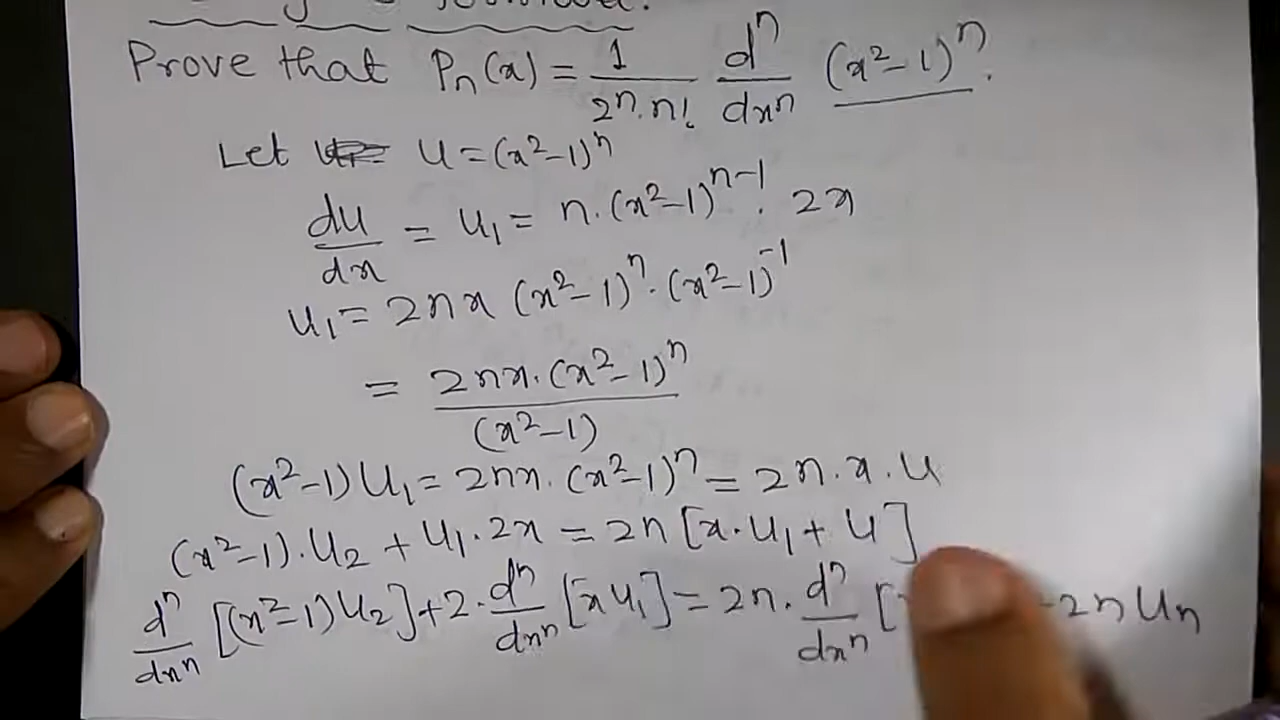 Prove that Pn(x) = 1/2^n.n! d^n/dx^n (x²-1)^n.
Let u = (x²-1)^n
du/dx = u₁ = n.(x²-1)^n-1 . 2x
u₁ = 2nx (x²-1)^n . (x²-1)^-1
= 2nx.(x²-1)^n/(x²-1)
(x²-1)u₁ = 2nx.(x²-1)^n = 2n.x.u
(x²-1).u₂ + u₁.2x = 2n[x.u₁+u]
d^n/dx^n [(x²-1)u₂]+2.d^n/dx^n [xu₁] = 2n.d^n/dx^n [ 2n un